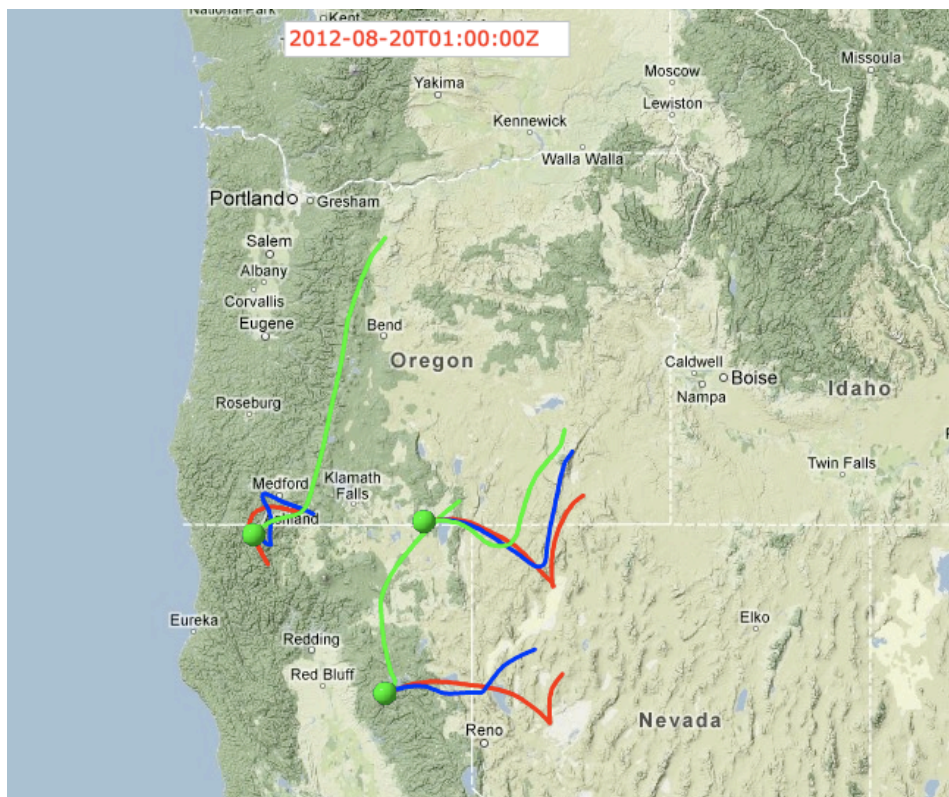 National Park
Kent
2012-08-20T01:00:00Z
Missoula
Yakima
Moscow
Lewiston
Kennewick
Walla Walla
Portland
Gresham
Salem
Albany
Corvallis
Eugene
Bend
Oregon
Caldwell
Boise
Nampa
Idaho
Roseburg
Twin Falls
Medford
Klamath
Falls
Eureka
Elko
Redding
Red Bluff
Nevada
Reno